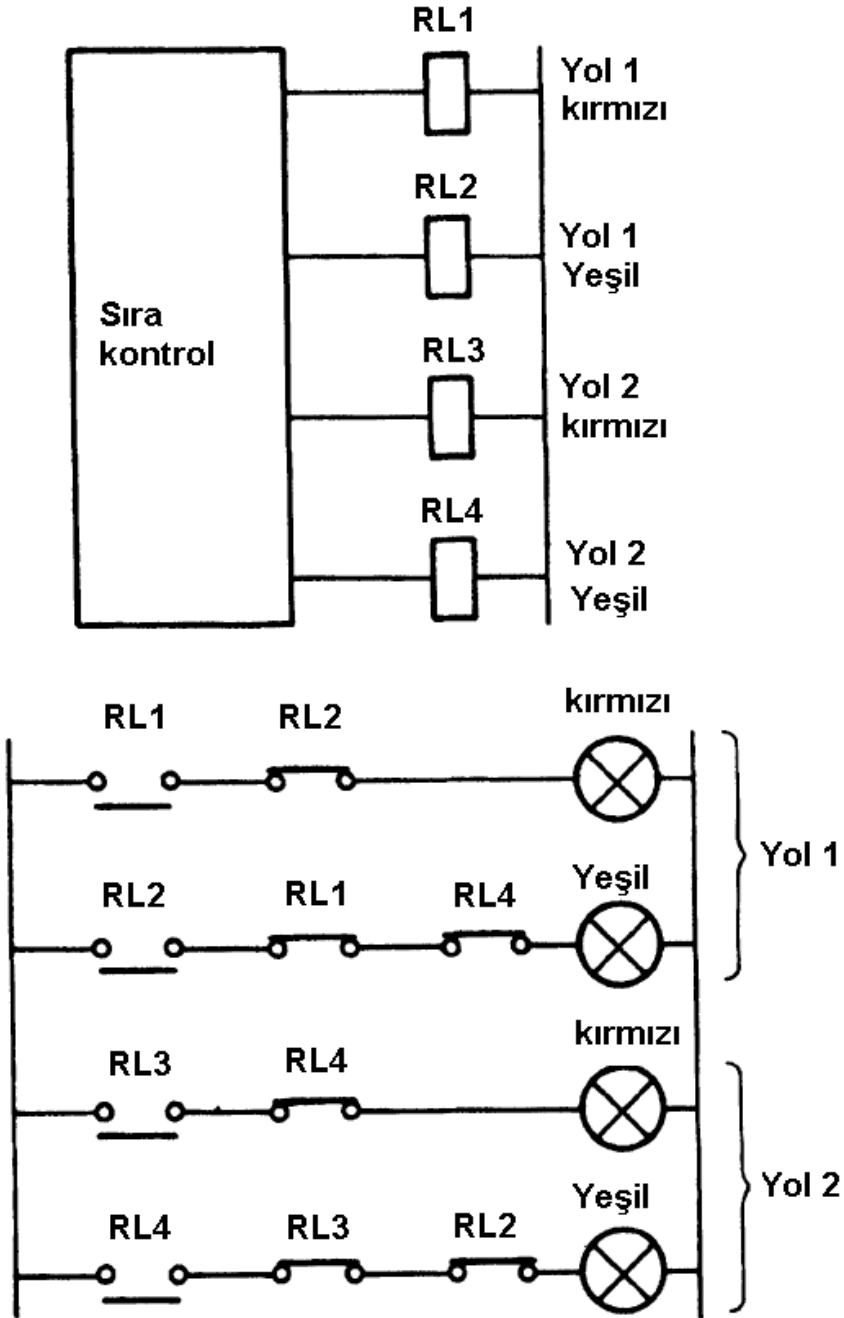 RL1
Yol 1
kırmızı
RL2
Yol 1
Yeşil
Sıra
kontrol
RL3
Yol 2
kırmızı
RL4
Yol 2
Yeşil
RL1 RL2 kırmızı
Yol 1
RL2 RL1 RL4 Yeşil
RL3 RL4 kırmızı
Yol 2
RL4 RL3 RL2 Yeşil